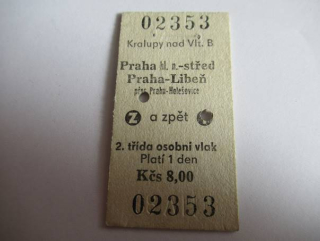 02353
Kralupy nad Vlt. B
Praha hl. n.-střed
Praha-Libeň
přes Praha-Holešovice
Z a zpět
2. třída osobní vlak
Platí 1 den
Kčs 8,00
02353